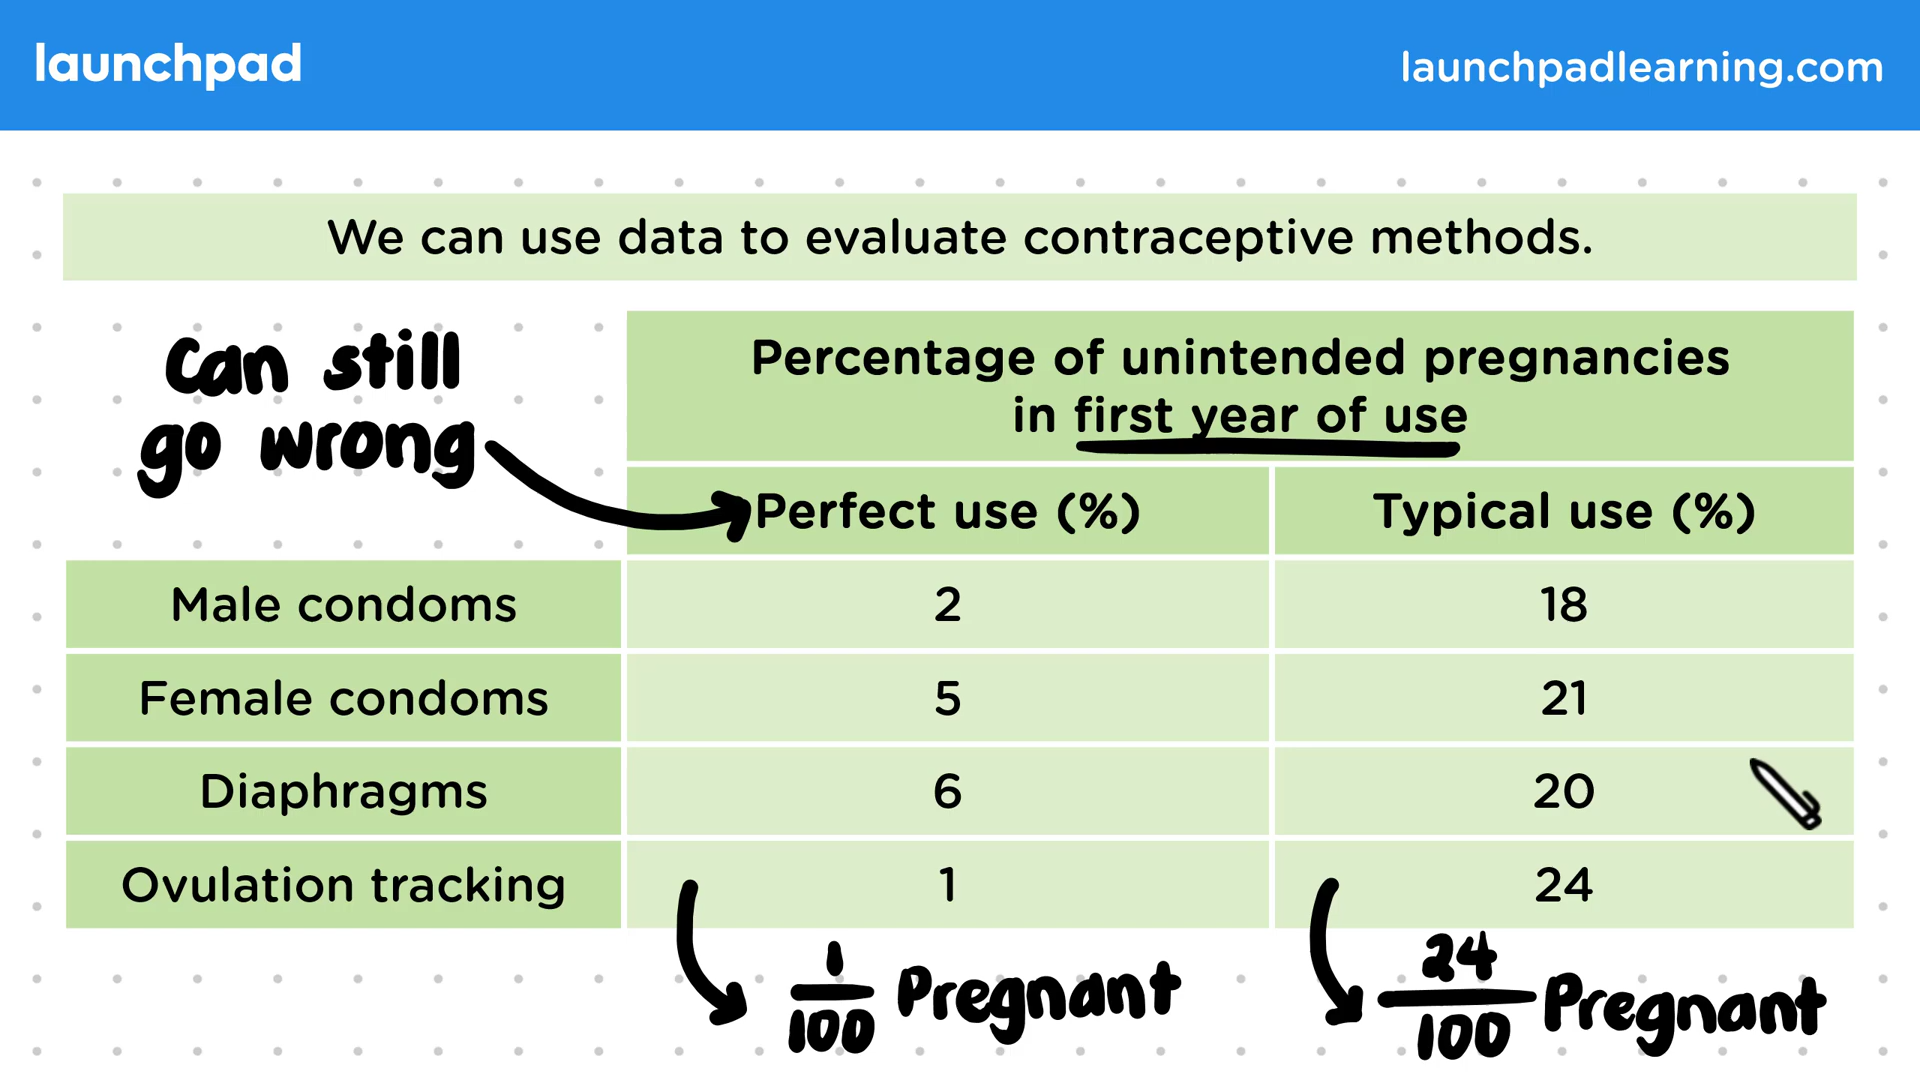 launchpad
launchpadlearning.com
We can use data to evaluate contraceptive methods.
Can still
go wrong
Percentage of unintended pregnancies
in first year of use
Perfect use (%)
Typical use (%)
Male condoms
2
18
Female condoms
5
21
Diaphragms
6
20
Ovulation tracking
1
24
1
100
Pregnant
24
100
Pregnant